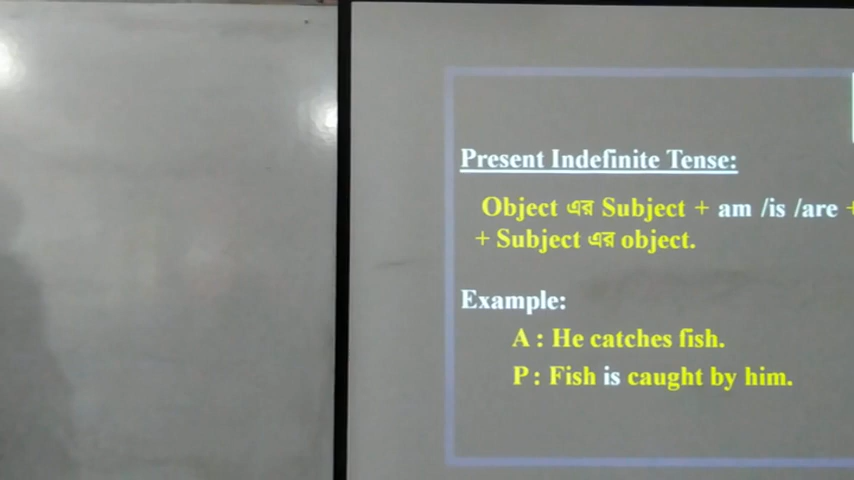 Present Indefinite Tense:
Object এর Subject + am /is /are +
+ Subject এর object.
Example:
A : He catches fish.
P : Fish is caught by him.